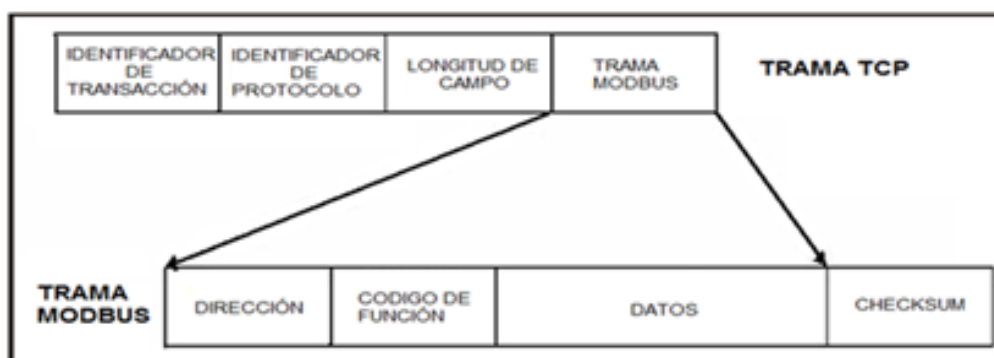 IDENTIFICADOR
DE
TRANSACCIÓN
IDENTIFICADOR
DE
PROTOCOLO
LONGITUD DE
CAMPO
TRAMA
MODBUS
TRAMA TCP
TRAMA
MODBUS
DIRECCIÓN
CODIGO DE
FUNCIÓN
DATOS
CHECKSUM